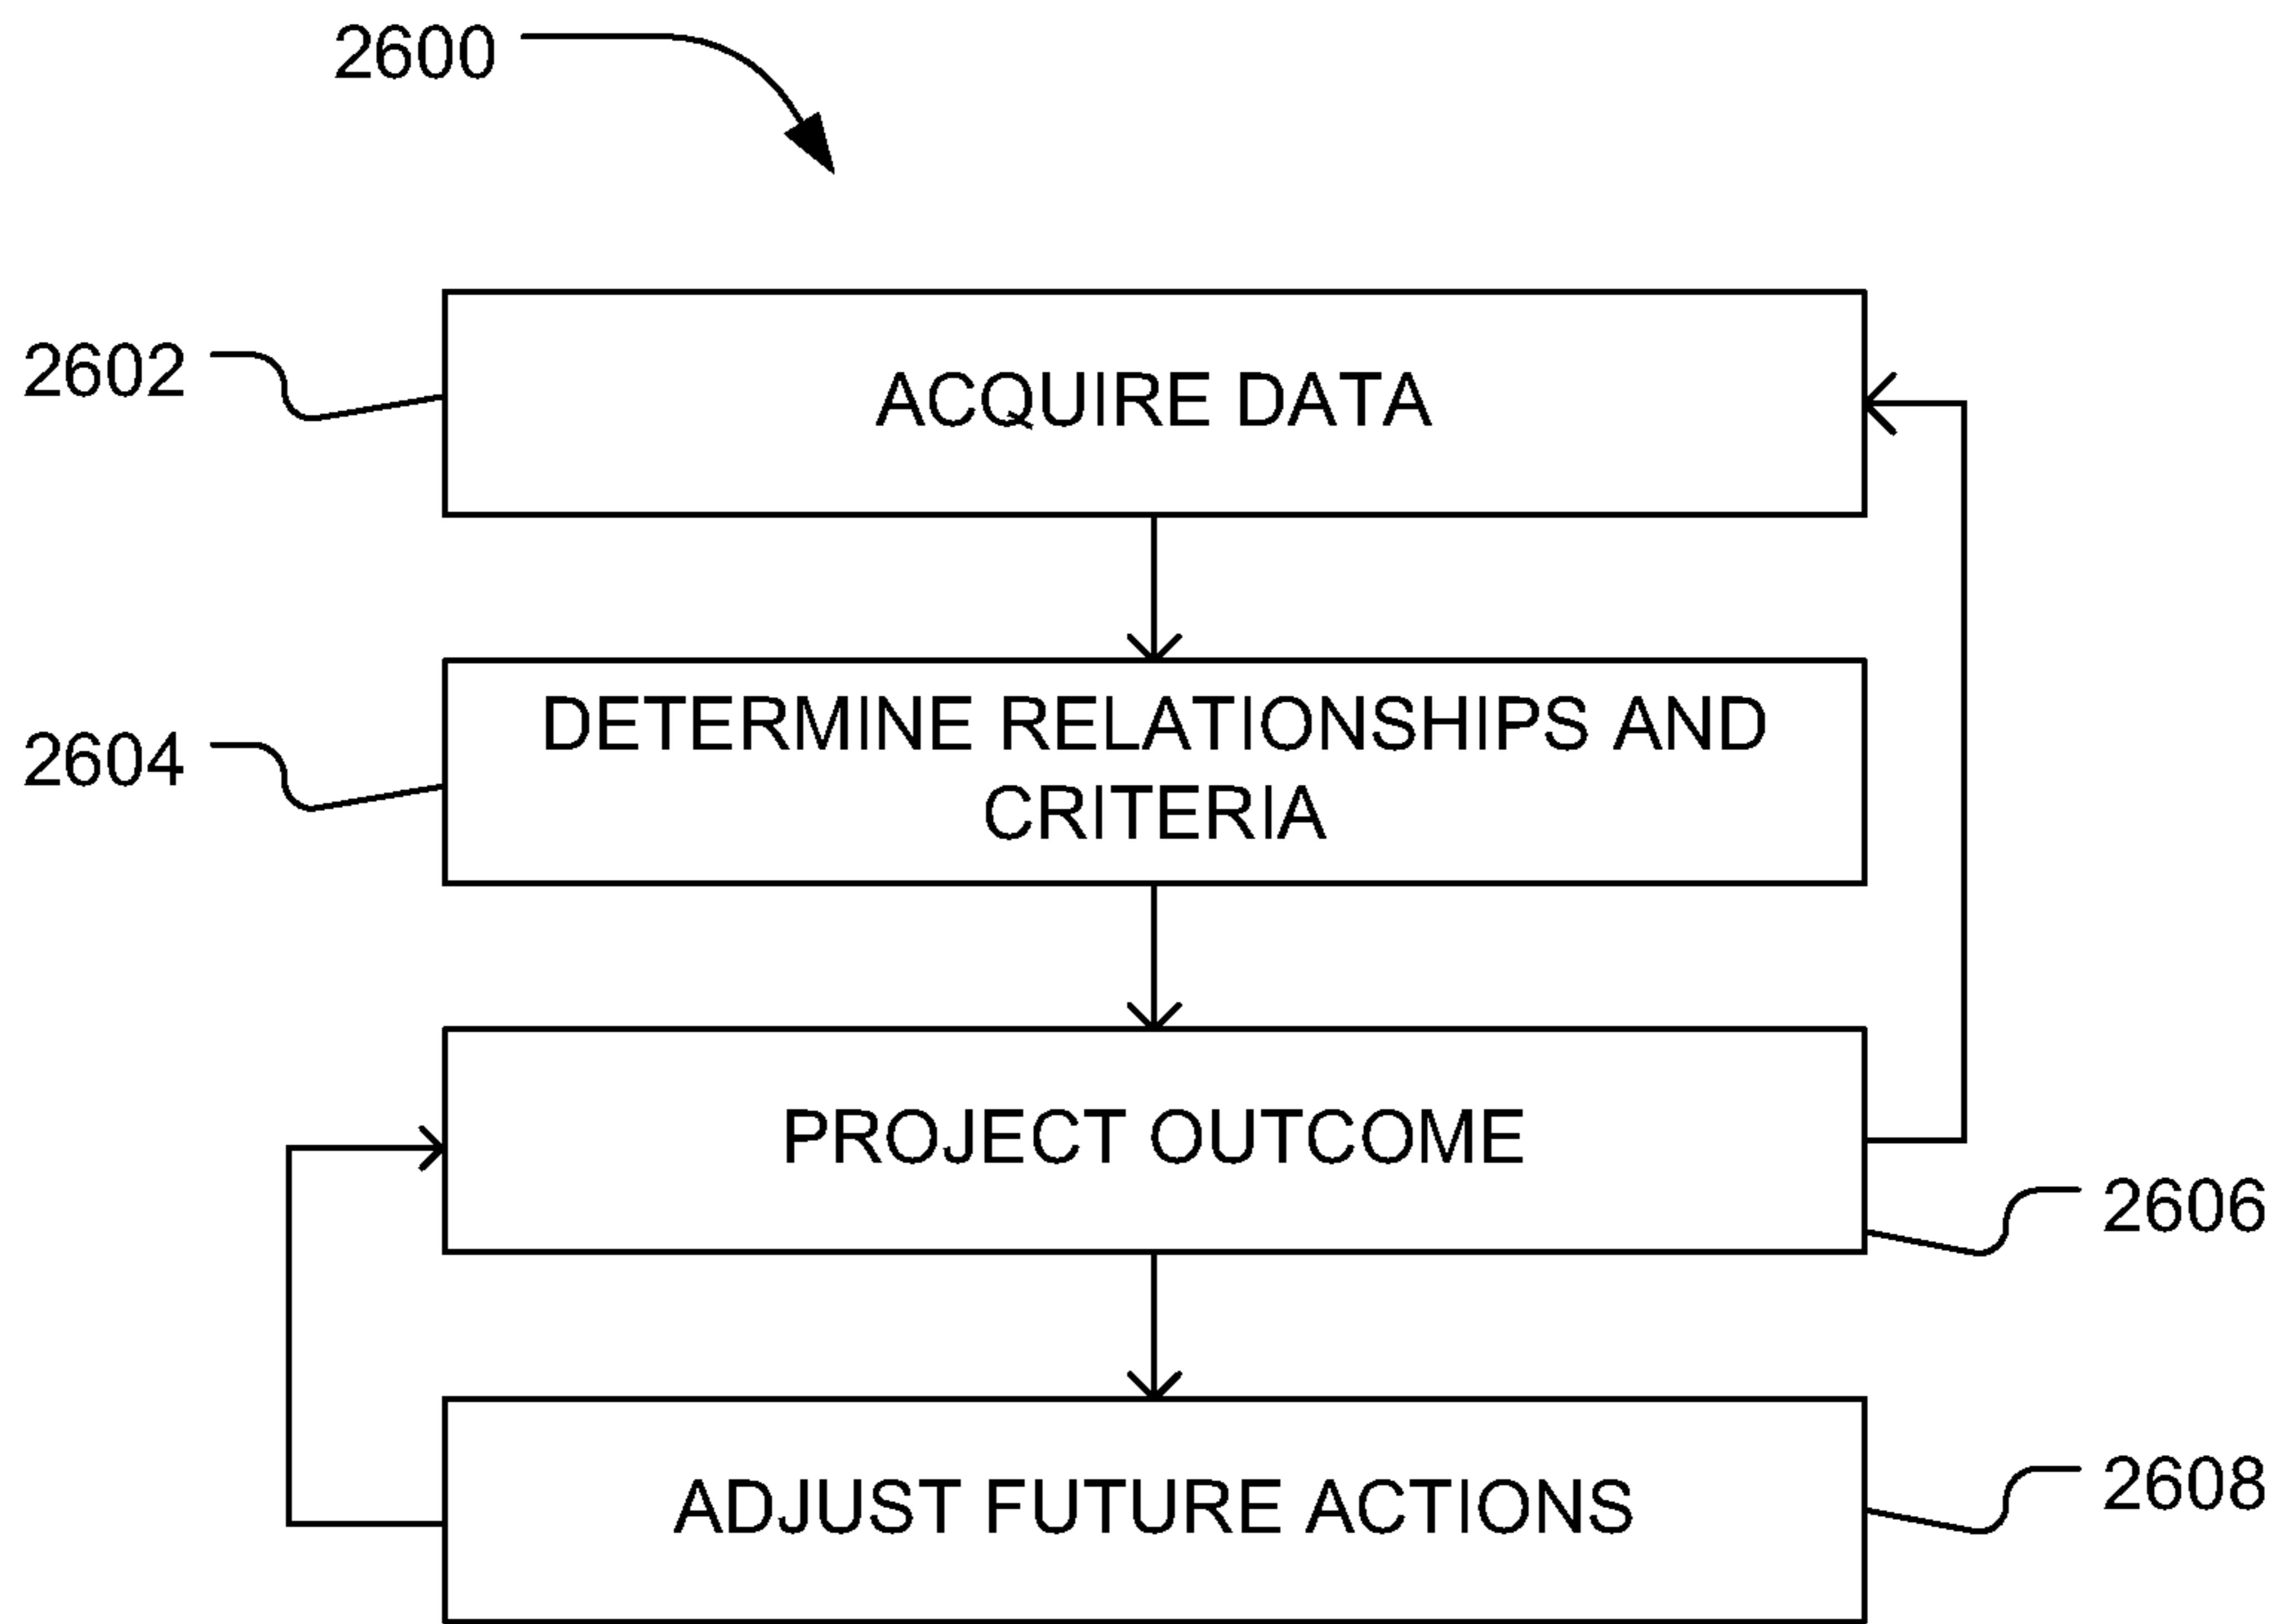 2600
2602
ACQUIRE DATA
2604
DETERMINE RELATIONSHIPS AND
CRITERIA
PROJECT OUTCOME
2606
ADJUST FUTURE ACTIONS
2608